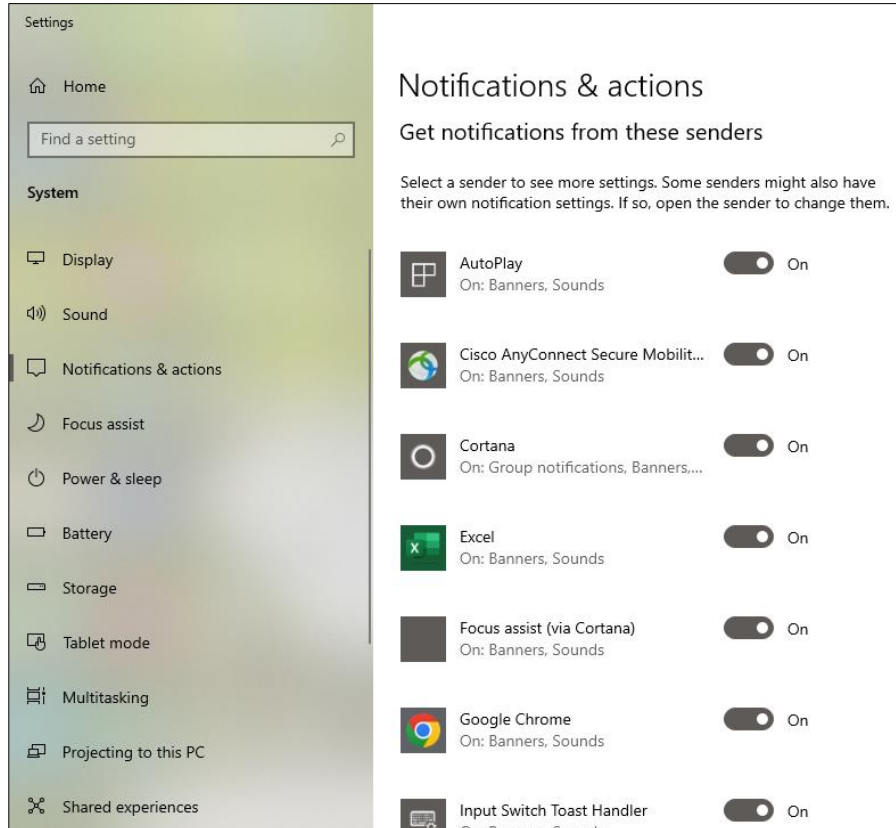 Settings
Home
Find a setting
System
Display
Sound
Notifications & actions
Focus assist
Power & sleep
Battery
Storage
Tablet mode
Multitasking
Projecting to this PC
Shared experiences
Notifications & actions
Get notifications from these senders
Select a sender to see more settings. Some senders might also have
their own notification settings. If so, open the sender to change them.
AutoPlay
On: Banners, Sounds
On
Cisco AnyConnect Secure Mobilit...
On: Banners, Sounds
On
Cortana
On: Group notifications, Banners,...
On
Excel
On: Banners, Sounds
On
Focus assist (via Cortana)
On: Banners, Sounds
On
Google Chrome
On: Banners, Sounds
On
Input Switch Toast Handler
On